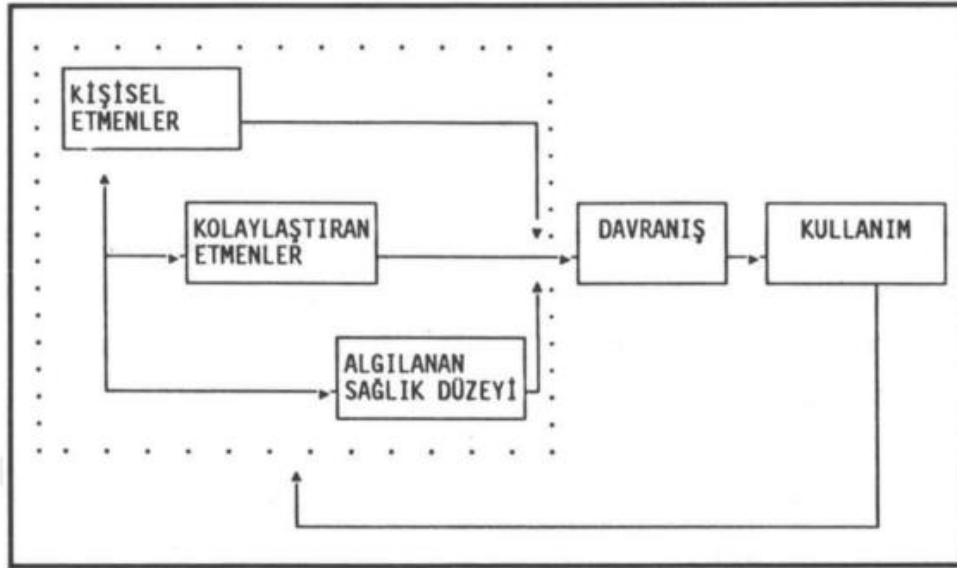 KİŞİSEL
ETMENLER
KOLAYLAŞTIRAN
ETMENLER
DAVRANIŞ
KULLANIM
ALGILANAN
SAĞLIK DÜZEYİ